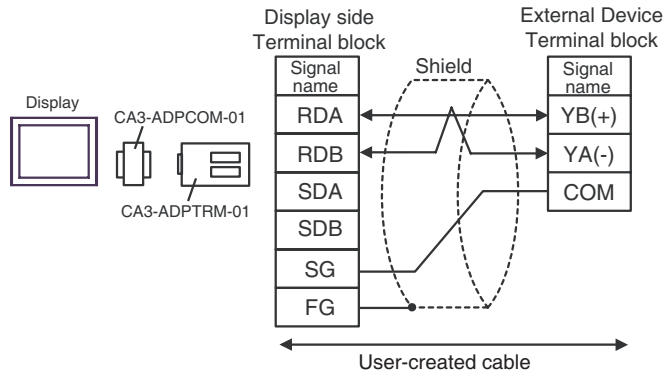 Display side
Terminal block
External Device
Terminal block
Signal
name
Shield
Signal
name
Display
CA3-ADPCOM-01
CA3-ADPTRM-01
RDA
YB(+)
RDB
YA(-)
SDA
COM
SDB
SG
FG
User-created cable